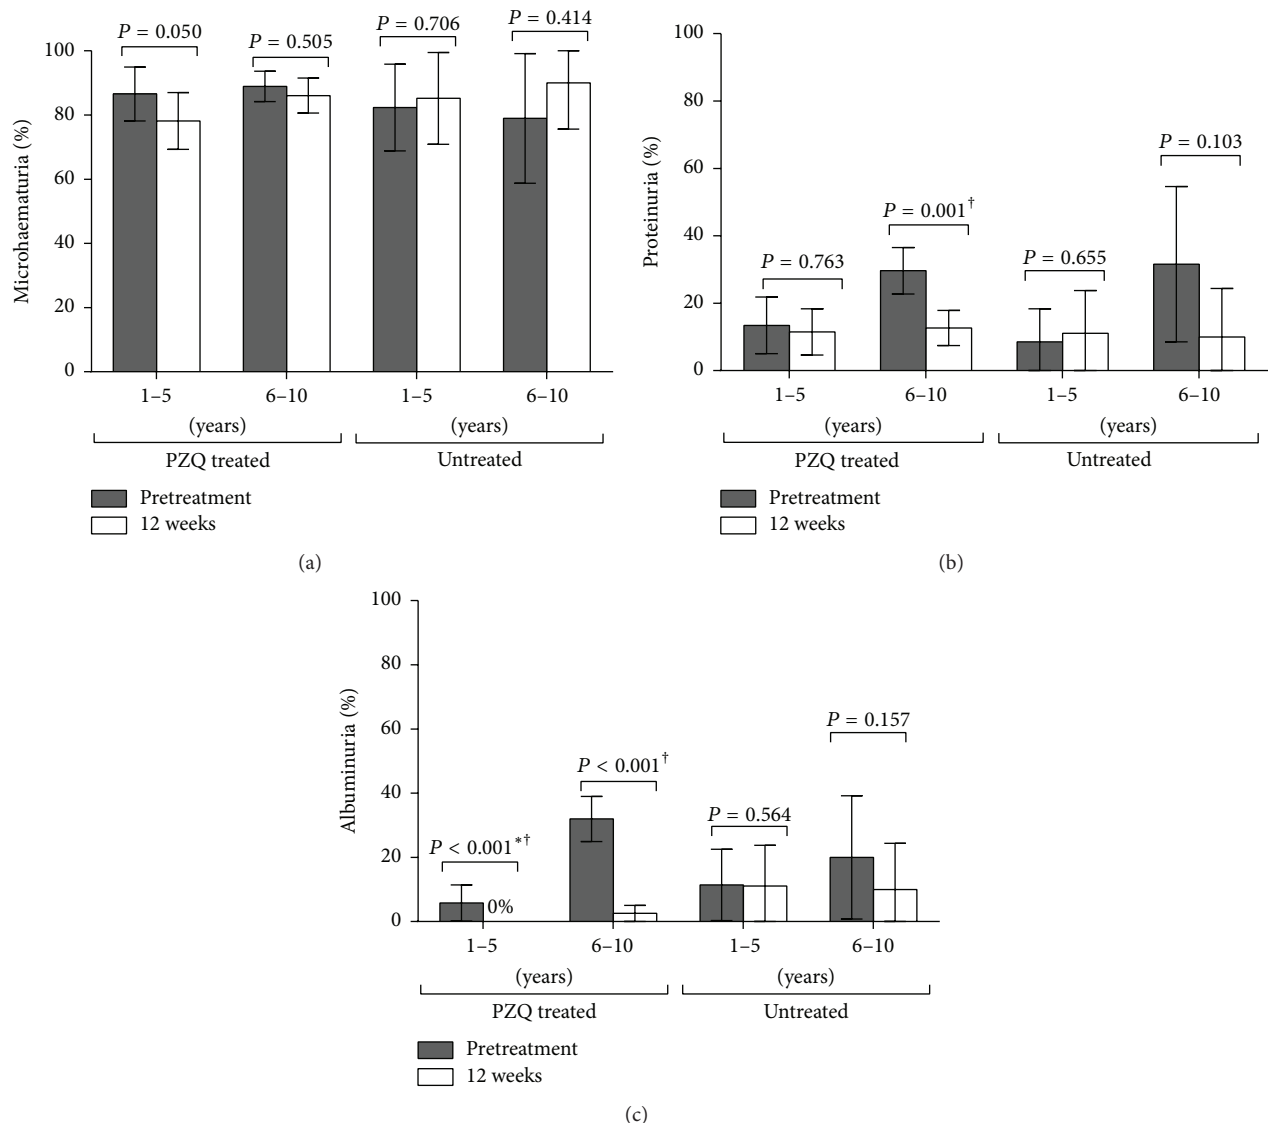 P = 0.050
P = 0.505
P = 0.706
P = 0.414
Microhaematuria (%)
100
80
60
40
20
0
1–5
6–10
1–5
6–10
(years)
(years)
PZQ treated
Untreated
Pretreatment
12 weeks
(a)
P = 0.763
P = 0.001†
P = 0.655
P = 0.103
Proteinuria (%)
100
80
60
40
20
0
1–5
6–10
1–5
6–10
(years)
(years)
PZQ treated
Untreated
Pretreatment
12 weeks
(b)
P < 0.001*†
P < 0.001†
P = 0.564
P = 0.157
Albuminuria (%)
100
80
60
40
20
0
0%
1–5
6–10
1–5
6–10
(years)
(years)
PZQ treated
Untreated
Pretreatment
12 weeks
(c)